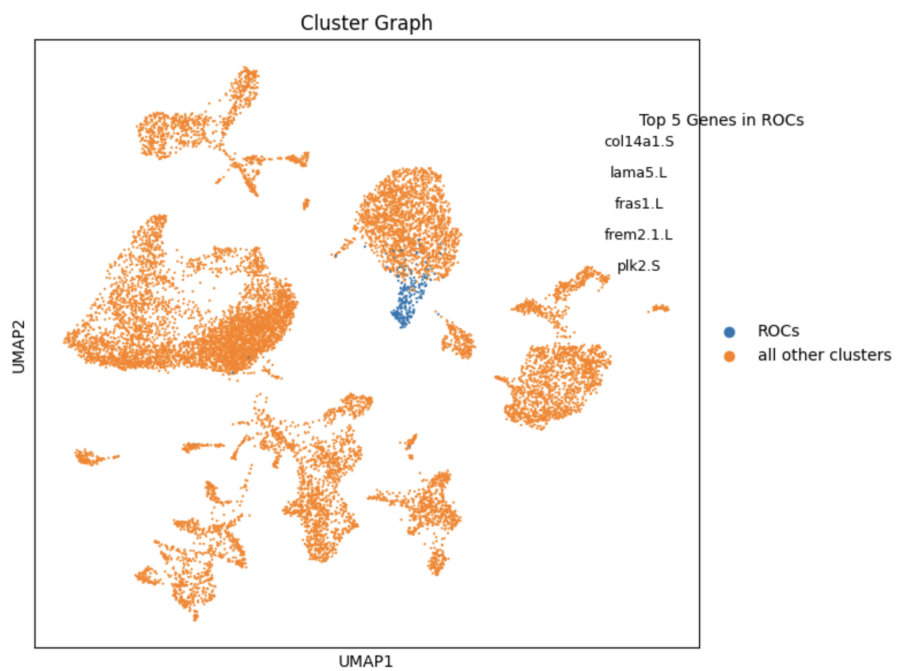 Cluster Graph
Top 5 Genes in ROCs
col14a1.S
lama5.L
fras1.L
frem2.1.L
plk2.S
UMAP2
ROCs
all other clusters
UMAP1